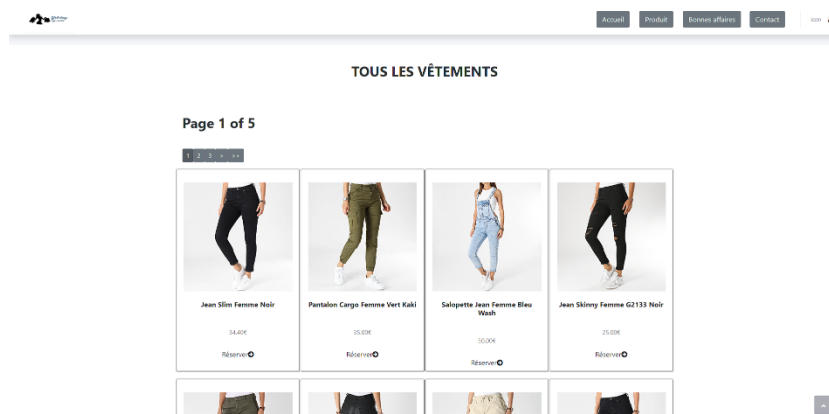 Accueil Produit Bonnes affaires Contact
TOUS LES VÊTEMENTS
Page 1 of 5
1 2 3 > >>
Jean Slim Femme Noir
Pantalon Cargo Femme Vert Kaki
Salopette Jean Femme Bleu
Wash
Jean Skinny Femme G2133 Noir
34.40€
35.00€
30.00€
25.00€
Réserver
Réserver
Réserver
Réserver